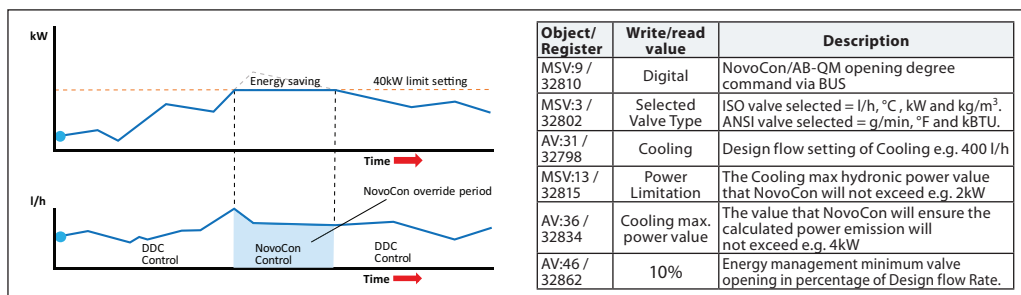 kW
Energy saving
40kW limit setting
Time
NovoCon override period
l/h
DDC
Control
NovoCon
Control
DDC
Control
Time
Object/ Register Write/read value Description
MSV:9 / 32810 Digital NovoCon/AB-QM opening degree command via BUS
MSV:3 / 32802 Selected Valve Type ISO valve selected = l/h, °C , kW and kg/m³. ANSI valve selected = g/min, °F and kBTU.
AV:31 / 32798 Cooling Design flow setting of Cooling e.g. 400 l/h
MSV:13 / 32815 Power Limitation The Cooling max hydronic power value that NovoCon will not exceed e.g. 2kW
AV:36 / 32834 Cooling max. power value The value that NovoCon will ensure the calculated power emission will not exceed e.g. 4kW
AV:46 / 32862 10% Energy management minimum valve opening in percentage of Design flow Rate.